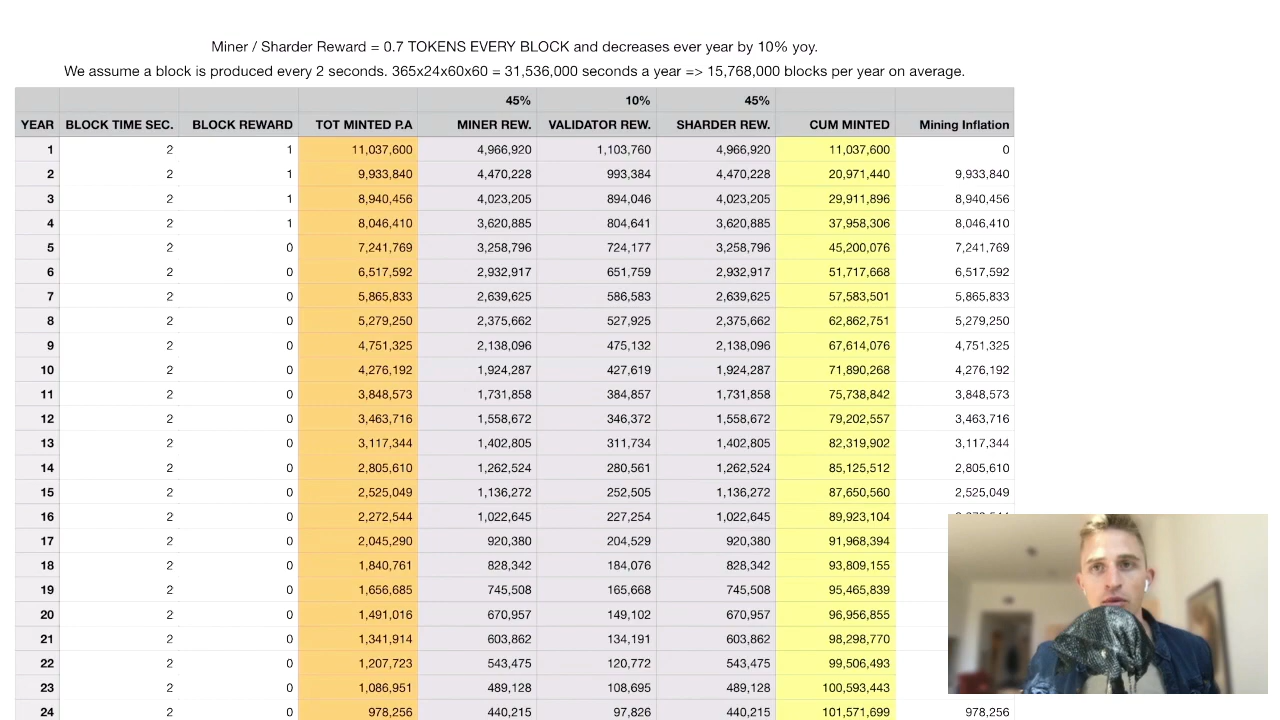 Miner / Sharder Reward = 0.7 TOKENS EVERY BLOCK and decreases ever year by 10% yoy.
We assume a block is produced every 2 seconds. 365x24x60x60 = 31,536,000 seconds a year => 15,768,000 blocks per year on average.
45% 10% 45%
YEAR BLOCK TIME SEC. BLOCK REWARD TOT MINTED P.A MINER REW. VALIDATOR REW. SHARDER REW. CUM MINTED Mining Inflation
1 2 1 11,037,600 4,966,920 1,103,760 4,966,920 11,037,600 0
2 2 1 9,933,840 4,470,228 993,384 4,470,228 20,971,440 9,933,840
3 2 1 8,940,456 4,023,205 894,046 4,023,205 29,911,896 8,940,456
4 2 1 8,046,410 3,620,885 804,641 3,620,885 37,958,306 8,046,410
5 2 0 7,241,769 3,258,796 724,177 3,258,796 45,200,076 7,241,769
6 2 0 6,517,592 2,932,917 651,759 2,932,917 51,717,668 6,517,592
7 2 0 5,865,833 2,639,625 586,583 2,639,625 57,583,501 5,865,833
8 2 0 5,279,250 2,375,662 527,925 2,375,662 62,862,751 5,279,250
9 2 0 4,751,325 2,138,096 475,132 2,138,096 67,614,076 4,751,325
10 2 0 4,276,192 1,924,287 427,619 1,924,287 71,890,268 4,276,192
11 2 0 3,848,573 1,731,858 384,857 1,731,858 75,738,842 3,848,573
12 2 0 3,463,716 1,558,672 346,372 1,558,672 79,202,557 3,463,716
13 2 0 3,117,344 1,402,805 311,734 1,402,805 82,319,902 3,117,344
14 2 0 2,805,610 1,262,524 280,561 1,262,524 85,125,512 2,805,610
15 2 0 2,525,049 1,136,272 252,505 1,136,272 87,650,560 2,525,049
16 2 0 2,272,544 1,022,645 227,254 1,022,645 89,923,104
17 2 0 2,045,290 920,380 204,529 920,380 91,968,394
18 2 0 1,840,761 828,342 184,076 828,342 93,809,155
19 2 0 1,656,685 745,508 165,668 745,508 95,465,839
20 2 0 1,491,016 670,957 149,102 670,957 96,956,855
21 2 0 1,341,914 603,862 134,191 603,862 98,298,770
22 2 0 1,207,723 543,475 120,772 543,475 99,506,493
23 2 0 1,086,951 489,128 108,695 489,128 100,593,443
24 2 0 978,256 440,215 97,826 440,215 101,571,699 978,256